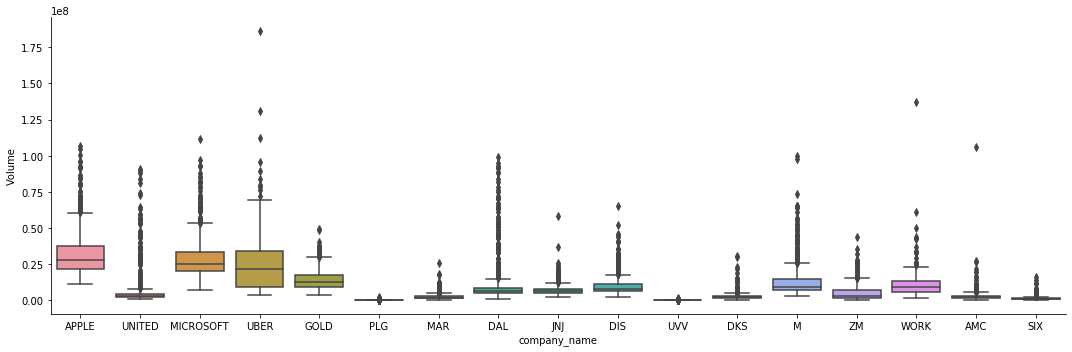 1e8
1.75
1.50
1.25
1.00
0.75
0.50
0.25
0.00
Volume
APPLE UNITED MICROSOFT UBER GOLD PLG MAR DAL JNJ DIS UVV DKS M ZM WORK AMC SIX
company_name